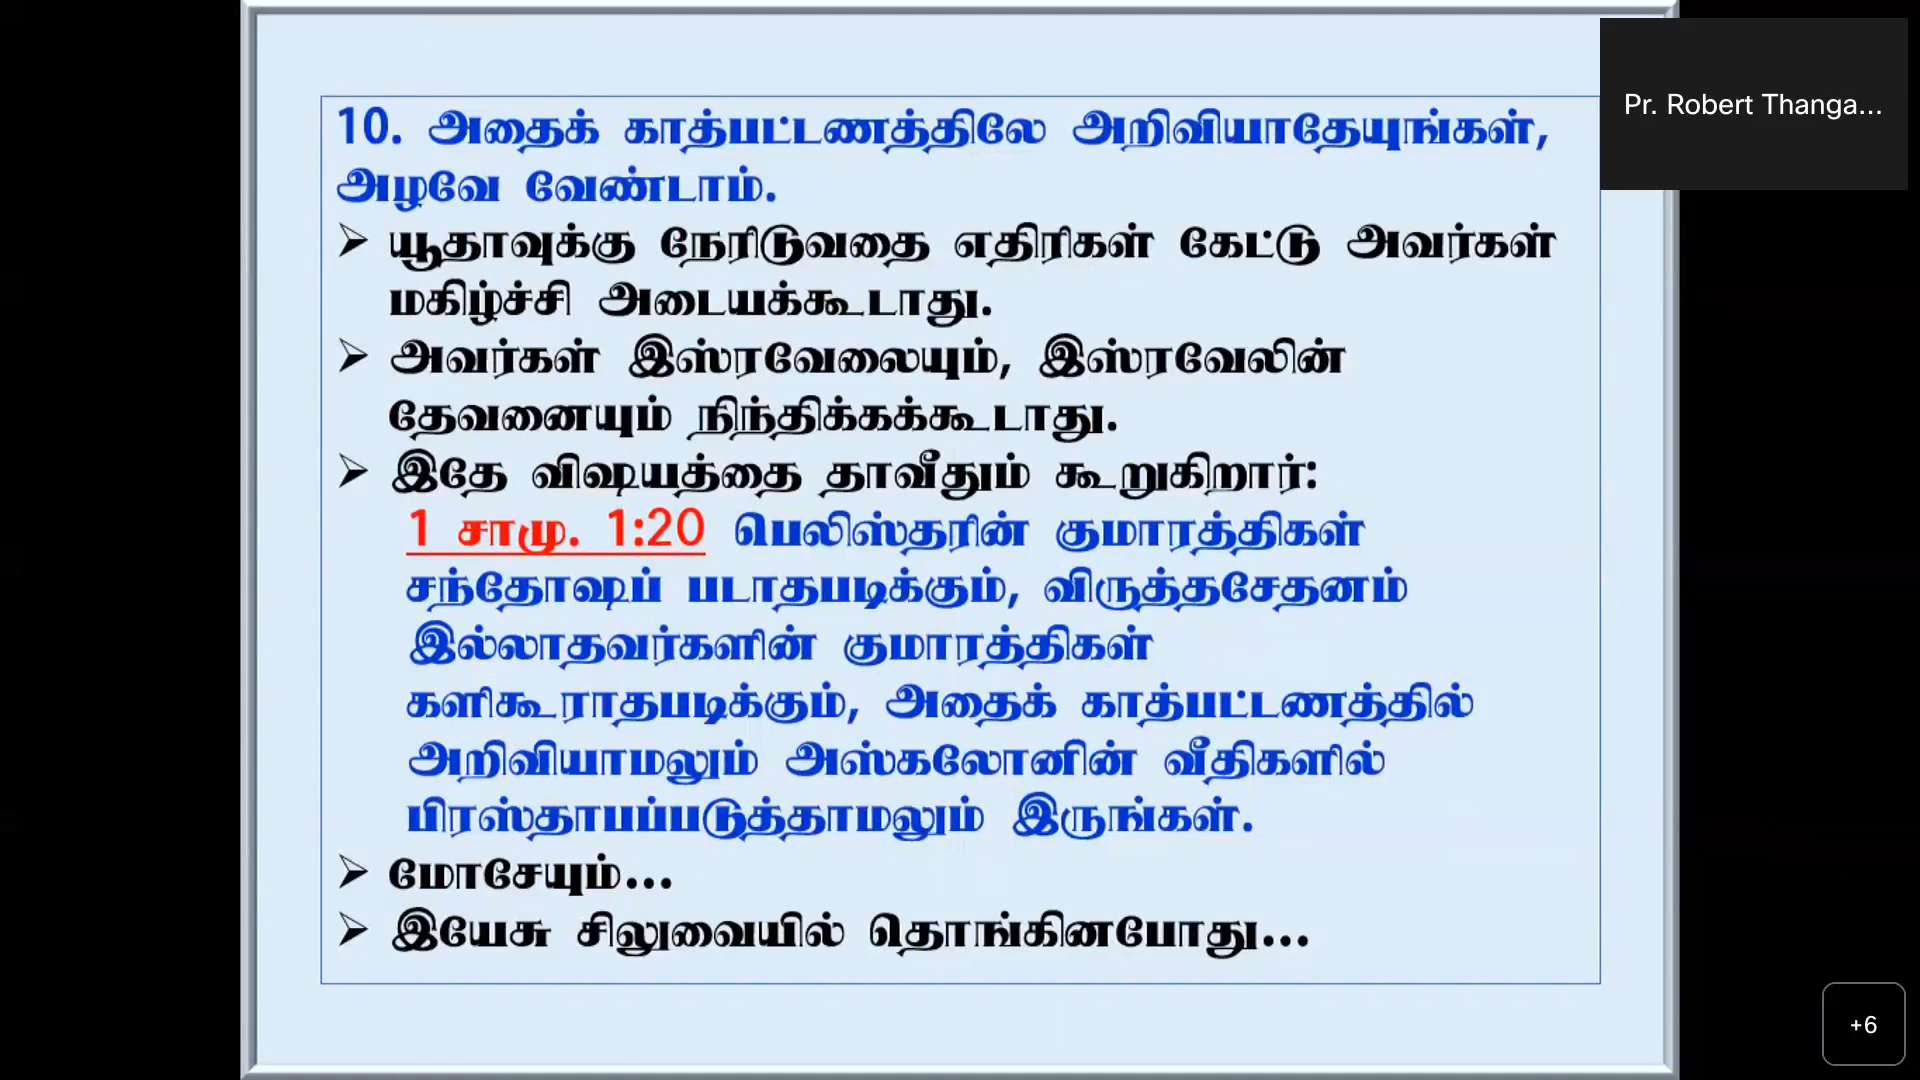 Pr. Robert Thanga...
10. அதைக் காத்பட்டணத்திலே அறிவியாதேயுங்கள்,
அழவே வேண்டாம்.
➢ யூதாவுக்கு நேரிடுவதை எதிரிகள் கேட்டு அவர்கள்
மகிழ்ச்சி அடையக்கூடாது.
➢ அவர்கள் இஸ்ரவேலையும், இஸ்ரவேலின்
தேவனையும் நிந்திக்கக்கூடாது.
➢ இதே விஷயத்தை தாவீதும் கூறுகிறார்:
1 சாமு. 1:20 பெலிஸ்தரின் குமாரத்திகள்
சந்தோஷப் படாதபடிக்கும், விருத்தசேதனம்
இல்லாதவர்களின் குமாரத்திகள்
களிகூராதபடிக்கும், அதைக் காத்பட்டணத்தில்
அறிவியாமலும் அஸ்கலோனின் வீதிகளில்
பிரஸ்தாபப்படுத்தாமலும் இருங்கள்.
➢ மோசேயும்...
➢ இயேசு சிலுவையில் தொங்கினபோது...
+6